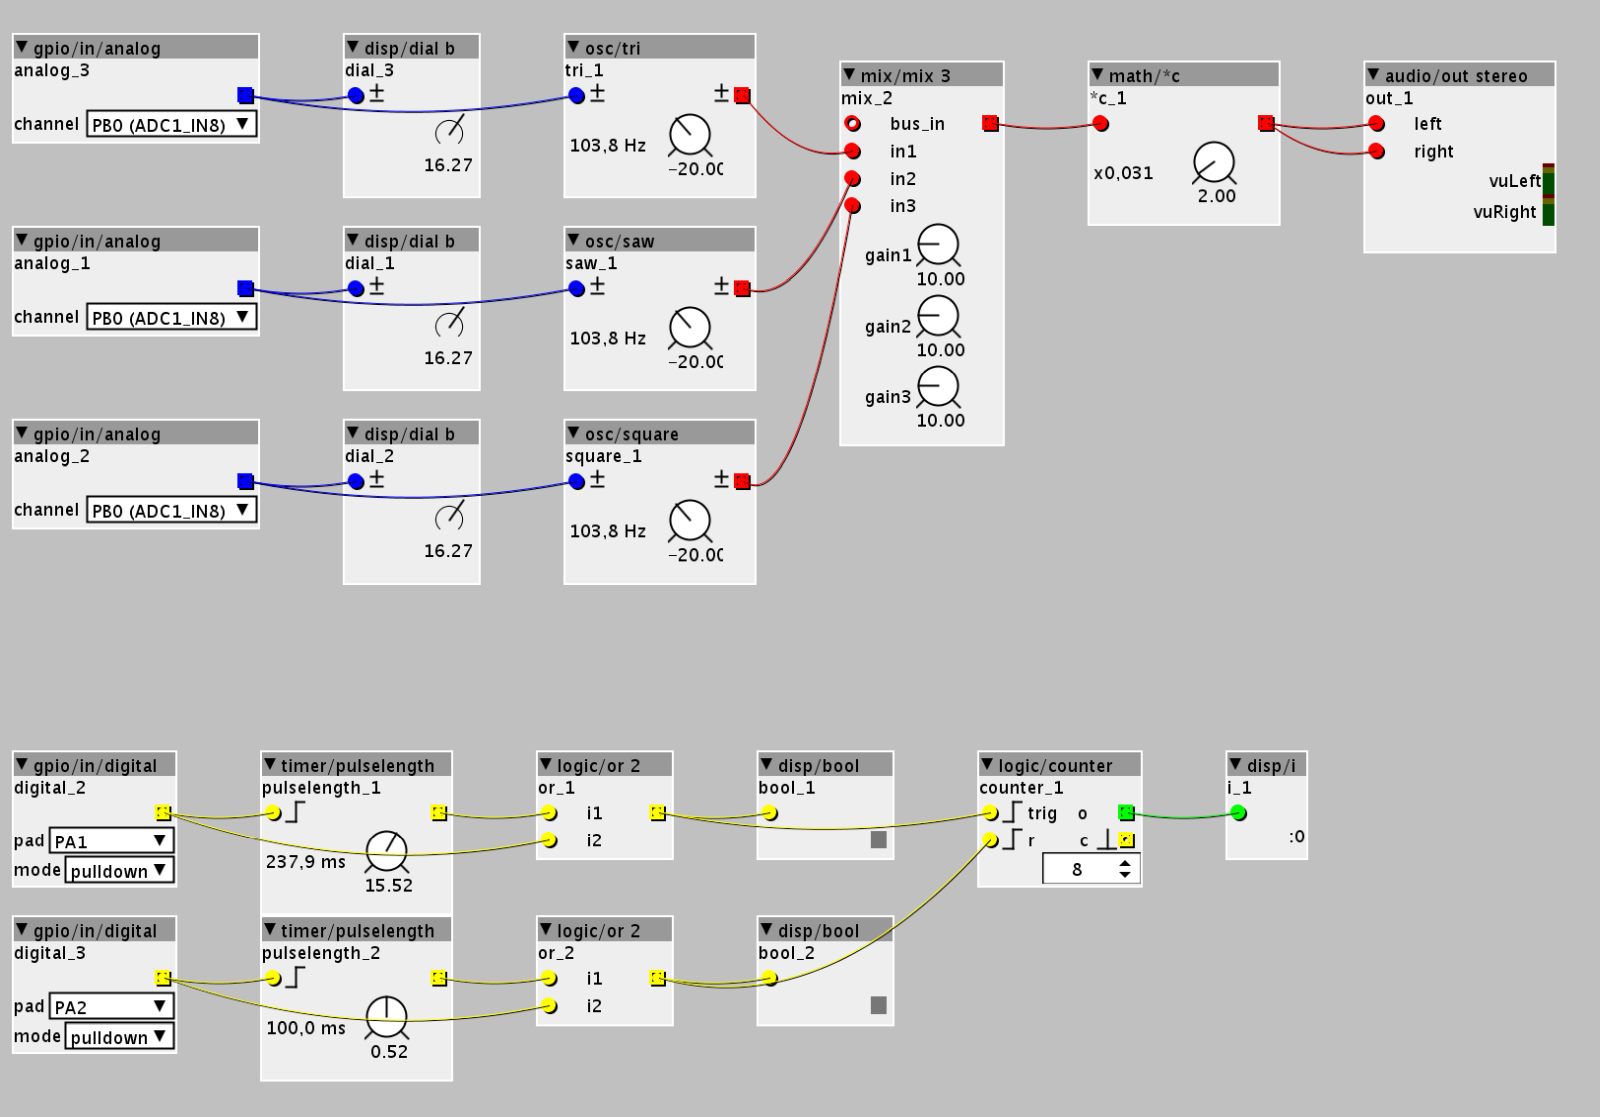 gpio/in/analog
analog_3
channel PB0 (ADC1_IN8)
disp/dial b
dial_3
±
16.27
osc/tri
tri_1
± ±
103,8 Hz
−20.00
mix/mix 3
mix_2
bus_in
in1
in2
in3
gain1
10.00
gain2
10.00
gain3
10.00
math/*c
*c_1
x0,031
2.00
audio/out stereo
out_1
left
right
vuLeft
vuRight
gpio/in/analog
analog_1
channel PB0 (ADC1_IN8)
disp/dial b
dial_1
±
16.27
osc/saw
saw_1
± ±
103,8 Hz
−20.00
gpio/in/analog
analog_2
channel PB0 (ADC1_IN8)
disp/dial b
dial_2
±
16.27
osc/square
square_1
± ±
103,8 Hz
−20.00
gpio/in/digital
digital_2
pad PA1
mode pulldown
timer/pulselength
pulselength_1
237,9 ms
15.52
logic/or 2
or_1
i1
i2
disp/bool
bool_1
logic/counter
counter_1
trig o
r c
8
disp/i
i_1
:0
gpio/in/digital
digital_3
pad PA2
mode pulldown
timer/pulselength
pulselength_2
100,0 ms
0.52
logic/or 2
or_2
i1
i2
disp/bool
bool_2